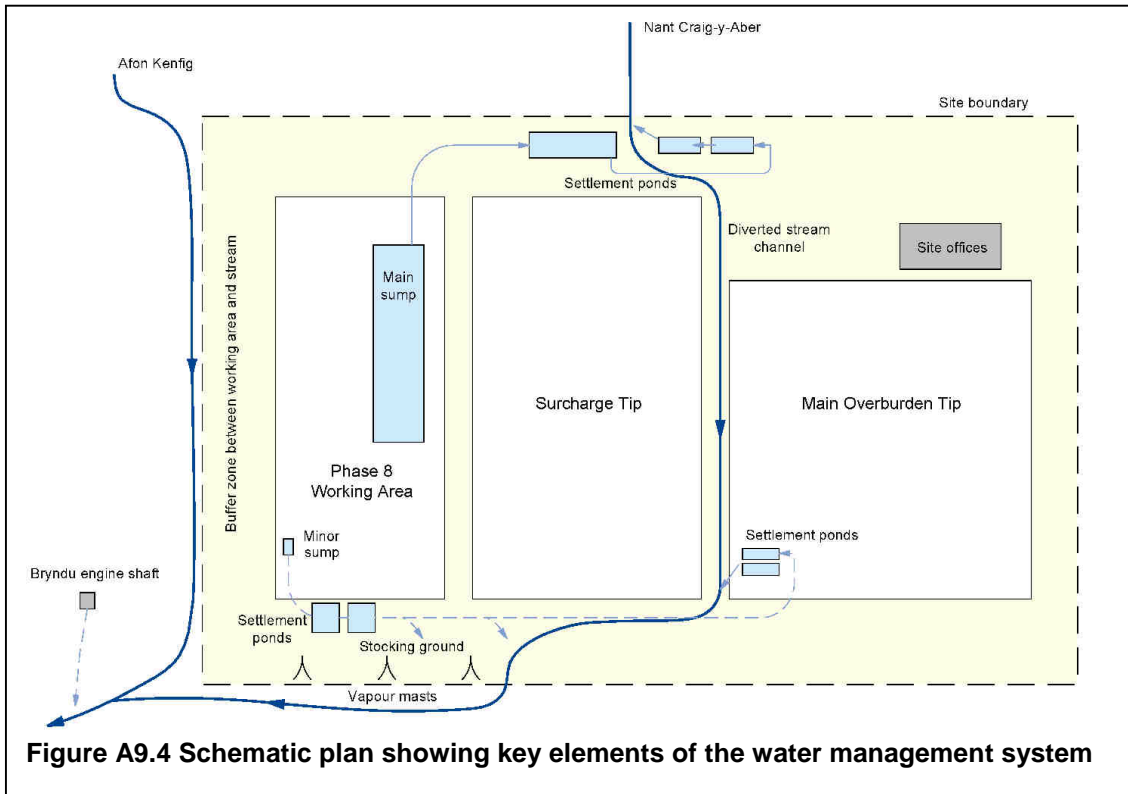 Nant Craig-y-Aber
Afon Kenfig
Site boundary
Settlement ponds
Buffer zone between working area and stream
Diverted stream
channel
Site offices
Main
sump
Surcharge Tip
Main Overburden Tip
Phase 8
Working Area
Minor
sump
Settlement ponds
Bryndu engine shaft
Settlement
ponds
Stocking ground
Vapour masts
Figure A9.4 Schematic plan showing key elements of the water management system